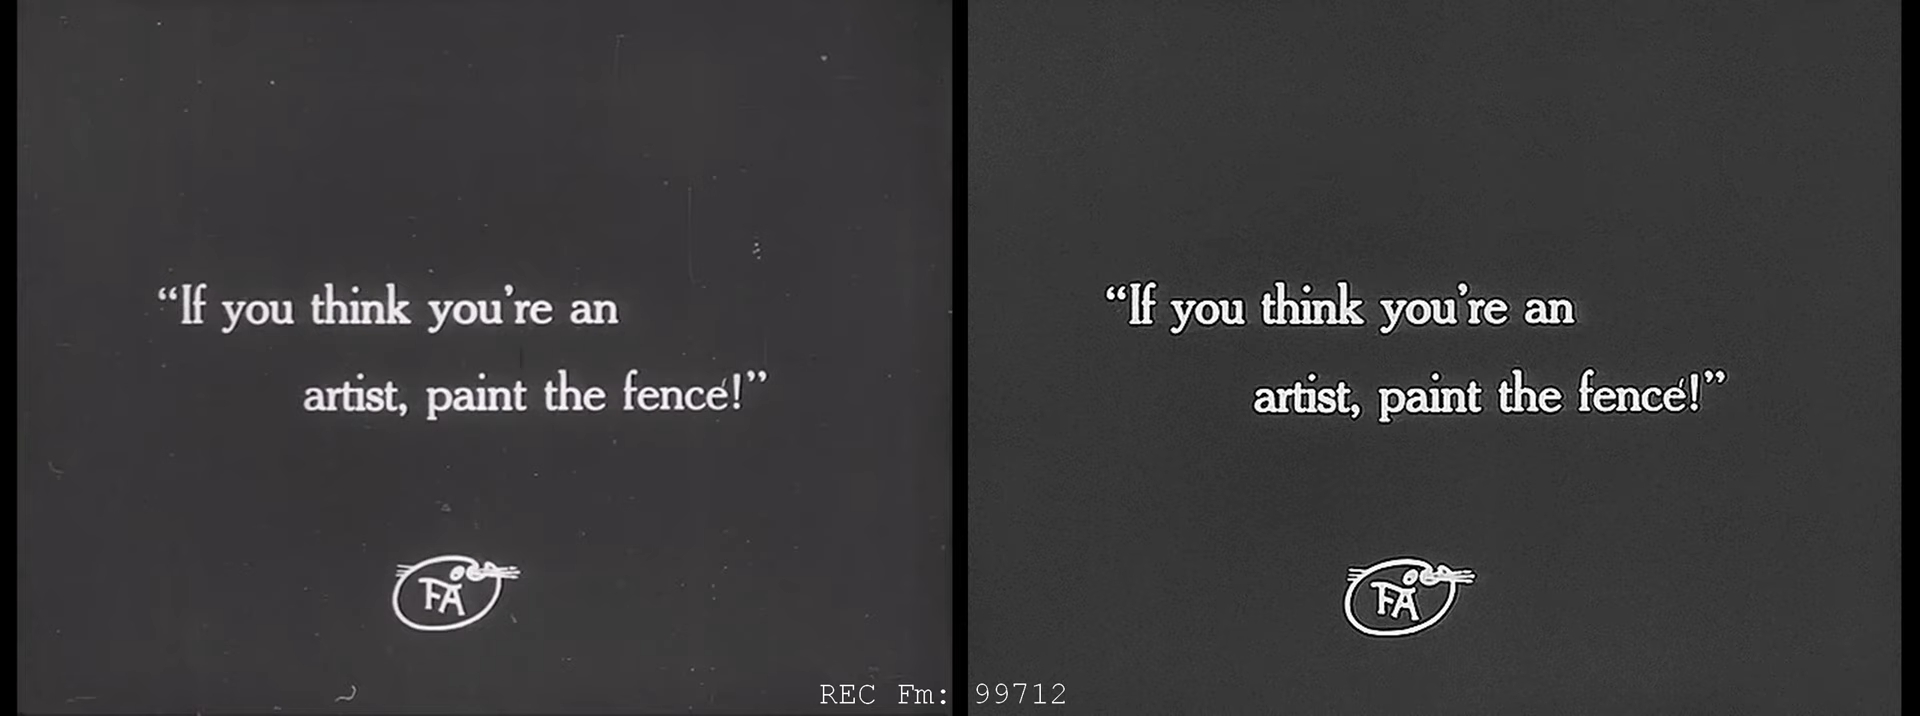 “If you think you’re an
artist, paint the fence!”
FA
“If you think you’re an
artist, paint the fence!”
FA
REC Fm: 99712